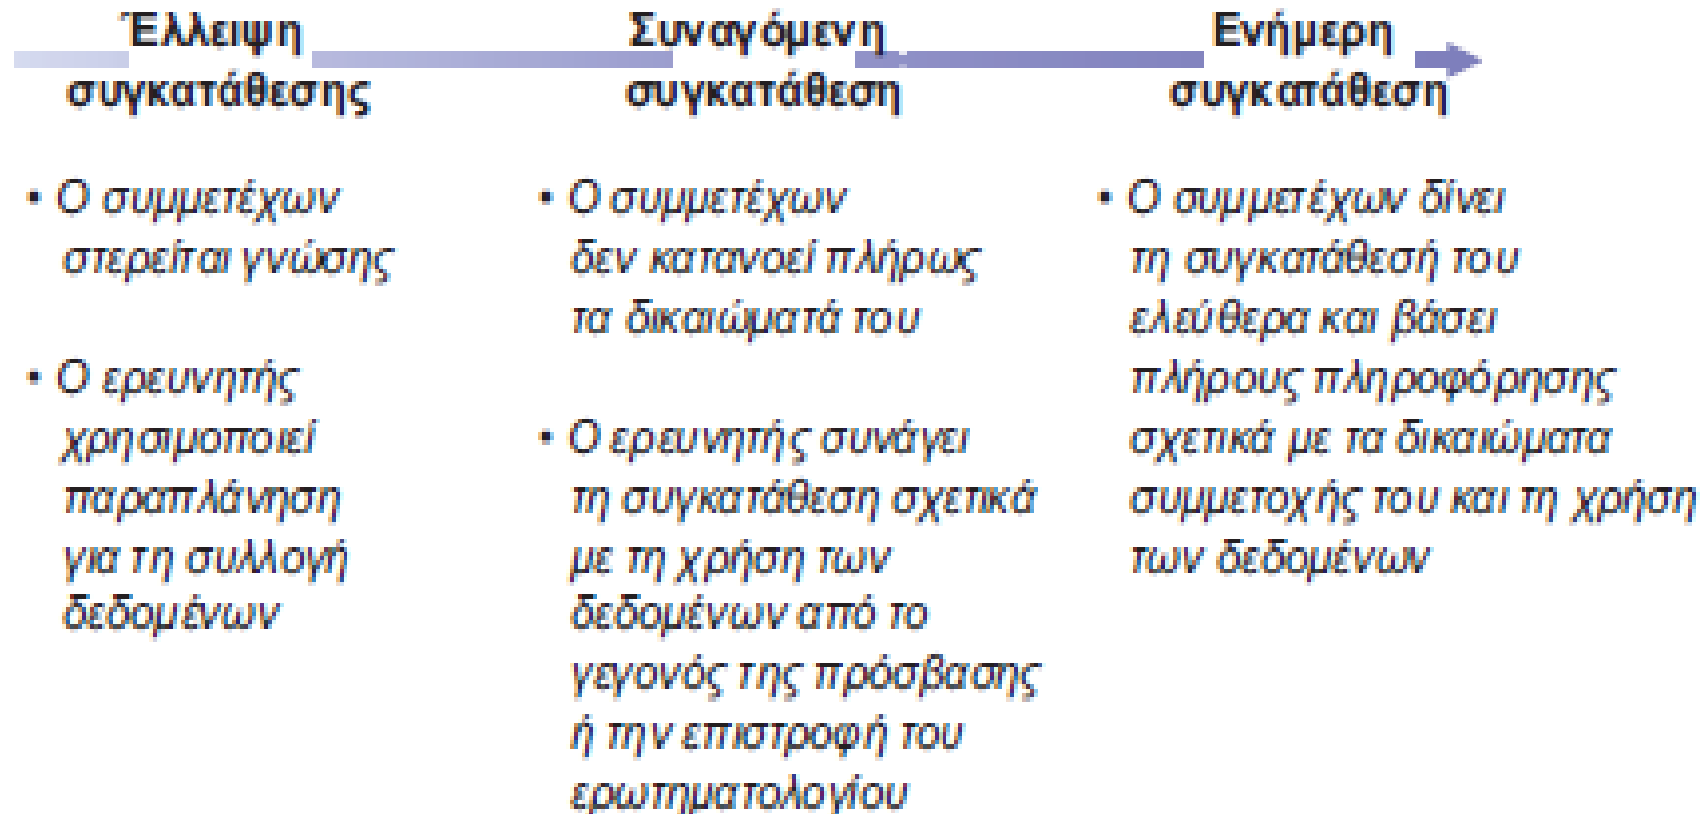 Έλλειψη
συγκατάθεσης
• Ο συμμετέχων
στερείται γνώσης
• Ο ερευνητής
χρησιμοποιεί
παραπλάνηση
για τη συλλογή
δεδομένων
Συναγόμενη
συγκατάθεση
• Ο συμμετέχων
δεν κατανοεί πλήρως
τα δικαιώματά του
• Ο ερευνητής συνάγει
τη συγκατάθεση σχετικά
με τη χρήση των
δεδομένων από το
γεγονός της πρόσβασης
ή την επιστροφή του
ερωτηματολογίου
Ενήμερη
συγκατάθεση
• Ο συμμετέχων δίνει
τη συγκατάθεσή του
ελεύθερα και βάσει
πλήρους πληροφόρησης
σχετικά με τα δικαιώματα
συμμετοχής του και τη χρήση
των δεδομένων